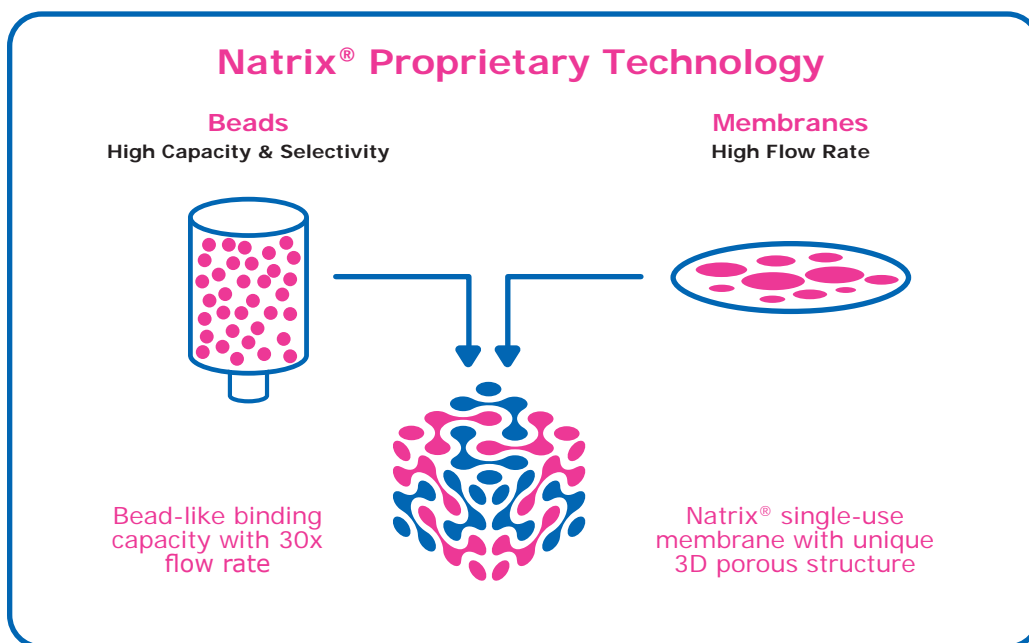 Natrix® Proprietary Technology
Beads
High Capacity & Selectivity
Membranes
High Flow Rate
Bead-like binding
capacity with 30x
flow rate
Natrix® single-use
membrane with unique
3D porous structure